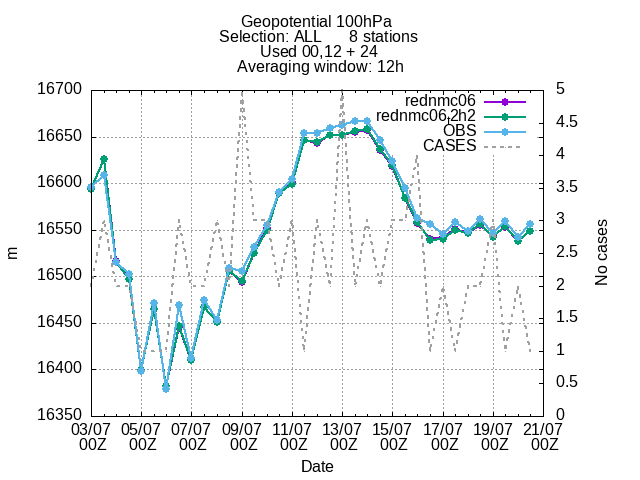 Geopotential 100hPa
Selection: ALL 8 stations
Used 00,12 + 24
Averaging window: 12h
16700 5
rednmc06
4.5
rednmc06,2h2
16650
OBS
CASES 4
16600 3.5
16550 3
m 2.5 No cases
16500 2
16450 1.5
1
16400 0.5
16350 0
03/07 05/07 07/07 09/07 11/07 13/07 15/07 17/07 19/07 21/07
00Z 00Z 00Z 00Z 00Z 00Z 00Z 00Z 00Z 00Z
Date